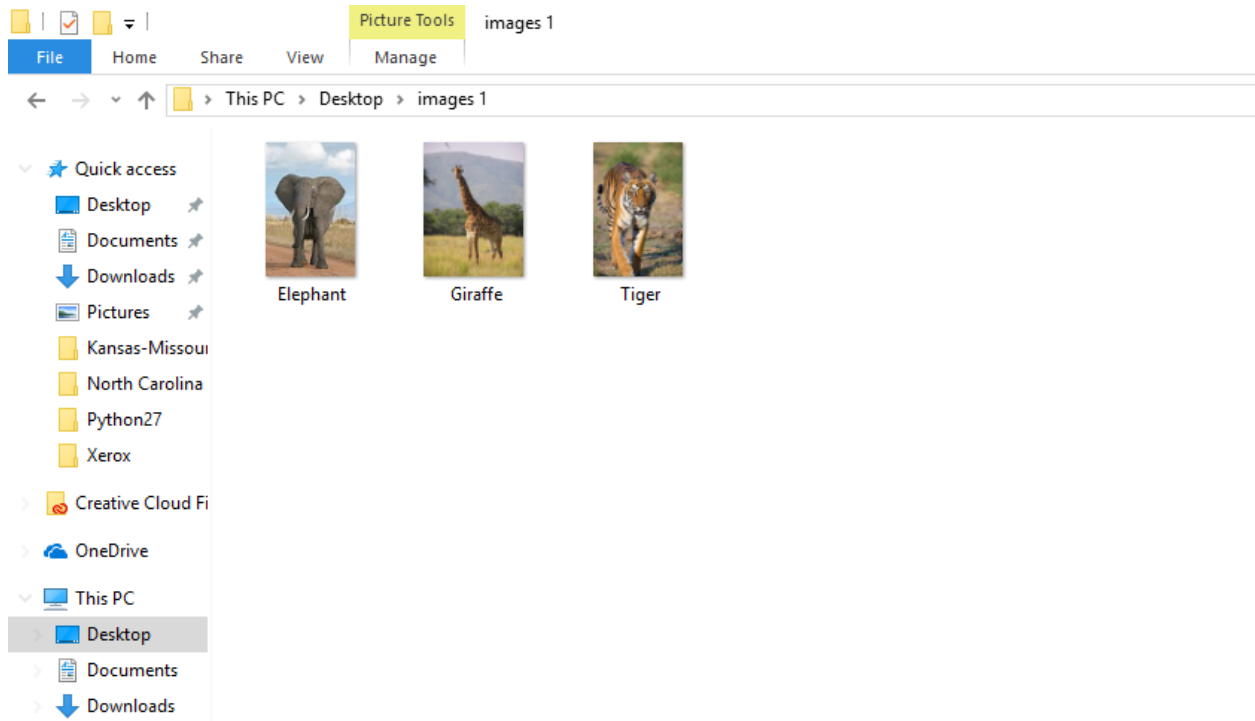 Picture Tools
images 1
File Home Share View Manage
This PC > Desktop > images 1
Quick access
Desktop
Documents
Downloads
Pictures
Kansas-Missour
North Carolina
Python27
Xerox
Creative Cloud Fi
OneDrive
This PC
Desktop
Documents
Downloads
Elephant
Giraffe
Tiger